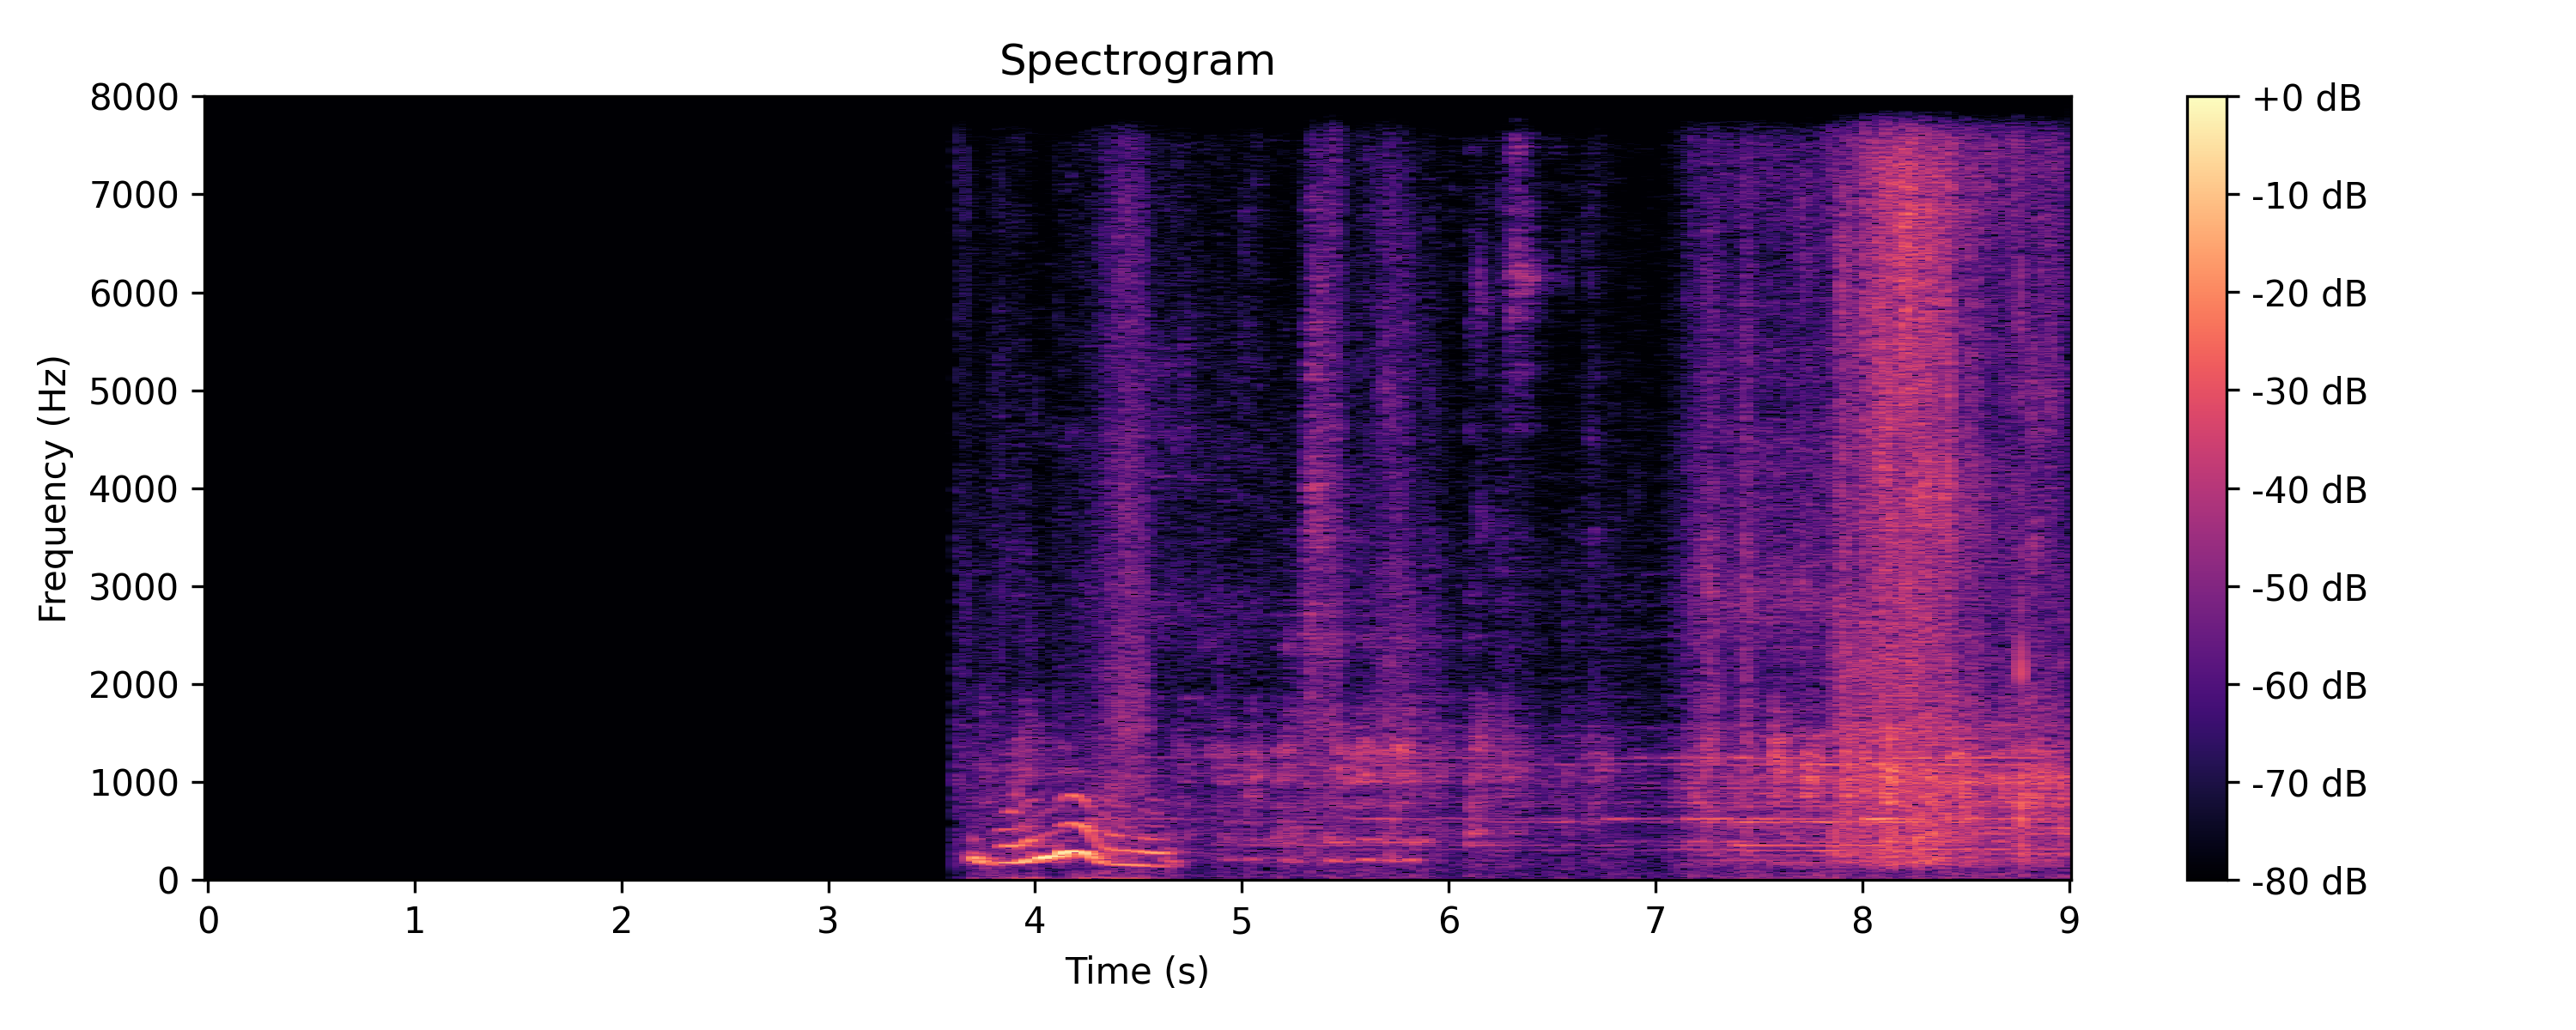 Spectrogram
8000
7000
6000
5000
4000
3000
2000
1000
0
Frequency (Hz)
0 1 2 3 4 5 6 7 8 9
Time (s)
+0 dB
-10 dB
-20 dB
-30 dB
-40 dB
-50 dB
-60 dB
-70 dB
-80 dB